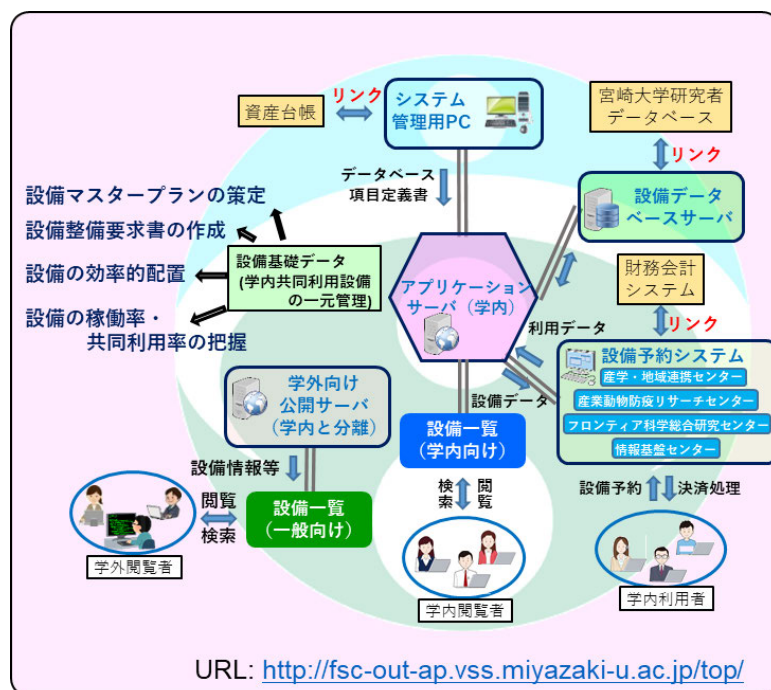 資産台帳
リンク
システム
管理用PC
宮崎大学研究者
データベース
リンク
データベース
項目定義書
設備データ
ベースサーバ
設備マスタープランの策定
設備整備要求書の作成
設備の効率的配置
設備の稼働率・
共同利用率の把握
設備基礎データ
(学内共同利用設備
の一元管理)
アプリケーション
サーバ（学内）
財務会計
システム
リンク
利用データ
設備データ
設備予約システム
産学・地域連携センター
産業動物防疫リサーチセンター
フロンティア科学総合研究センター
情報基盤センター
学外向け
公開サーバ
（学内と分離）
設備一覧
（学内向け）
設備情報等
設備一覧
（一般向け）
閲覧
検索
検索
閲覧
設備予約
決済処理
学外閲覧者
学内閲覧者
学内利用者
URL: http://fsc-out-ap.vss.miyazaki-u.ac.jp/top/